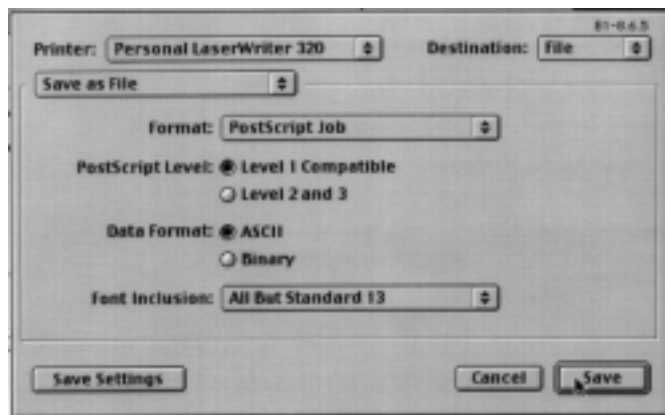 B1-8.6.5
Printer: Personal LaserWriter 320 Destination: File
Save as File
Format: PostScript Job
PostScript Level: Level 1 Compatible
Level 2 and 3
Data Format: ASCII
Binary
Font Inclusion: All But Standard 13
Save Settings Cancel Save